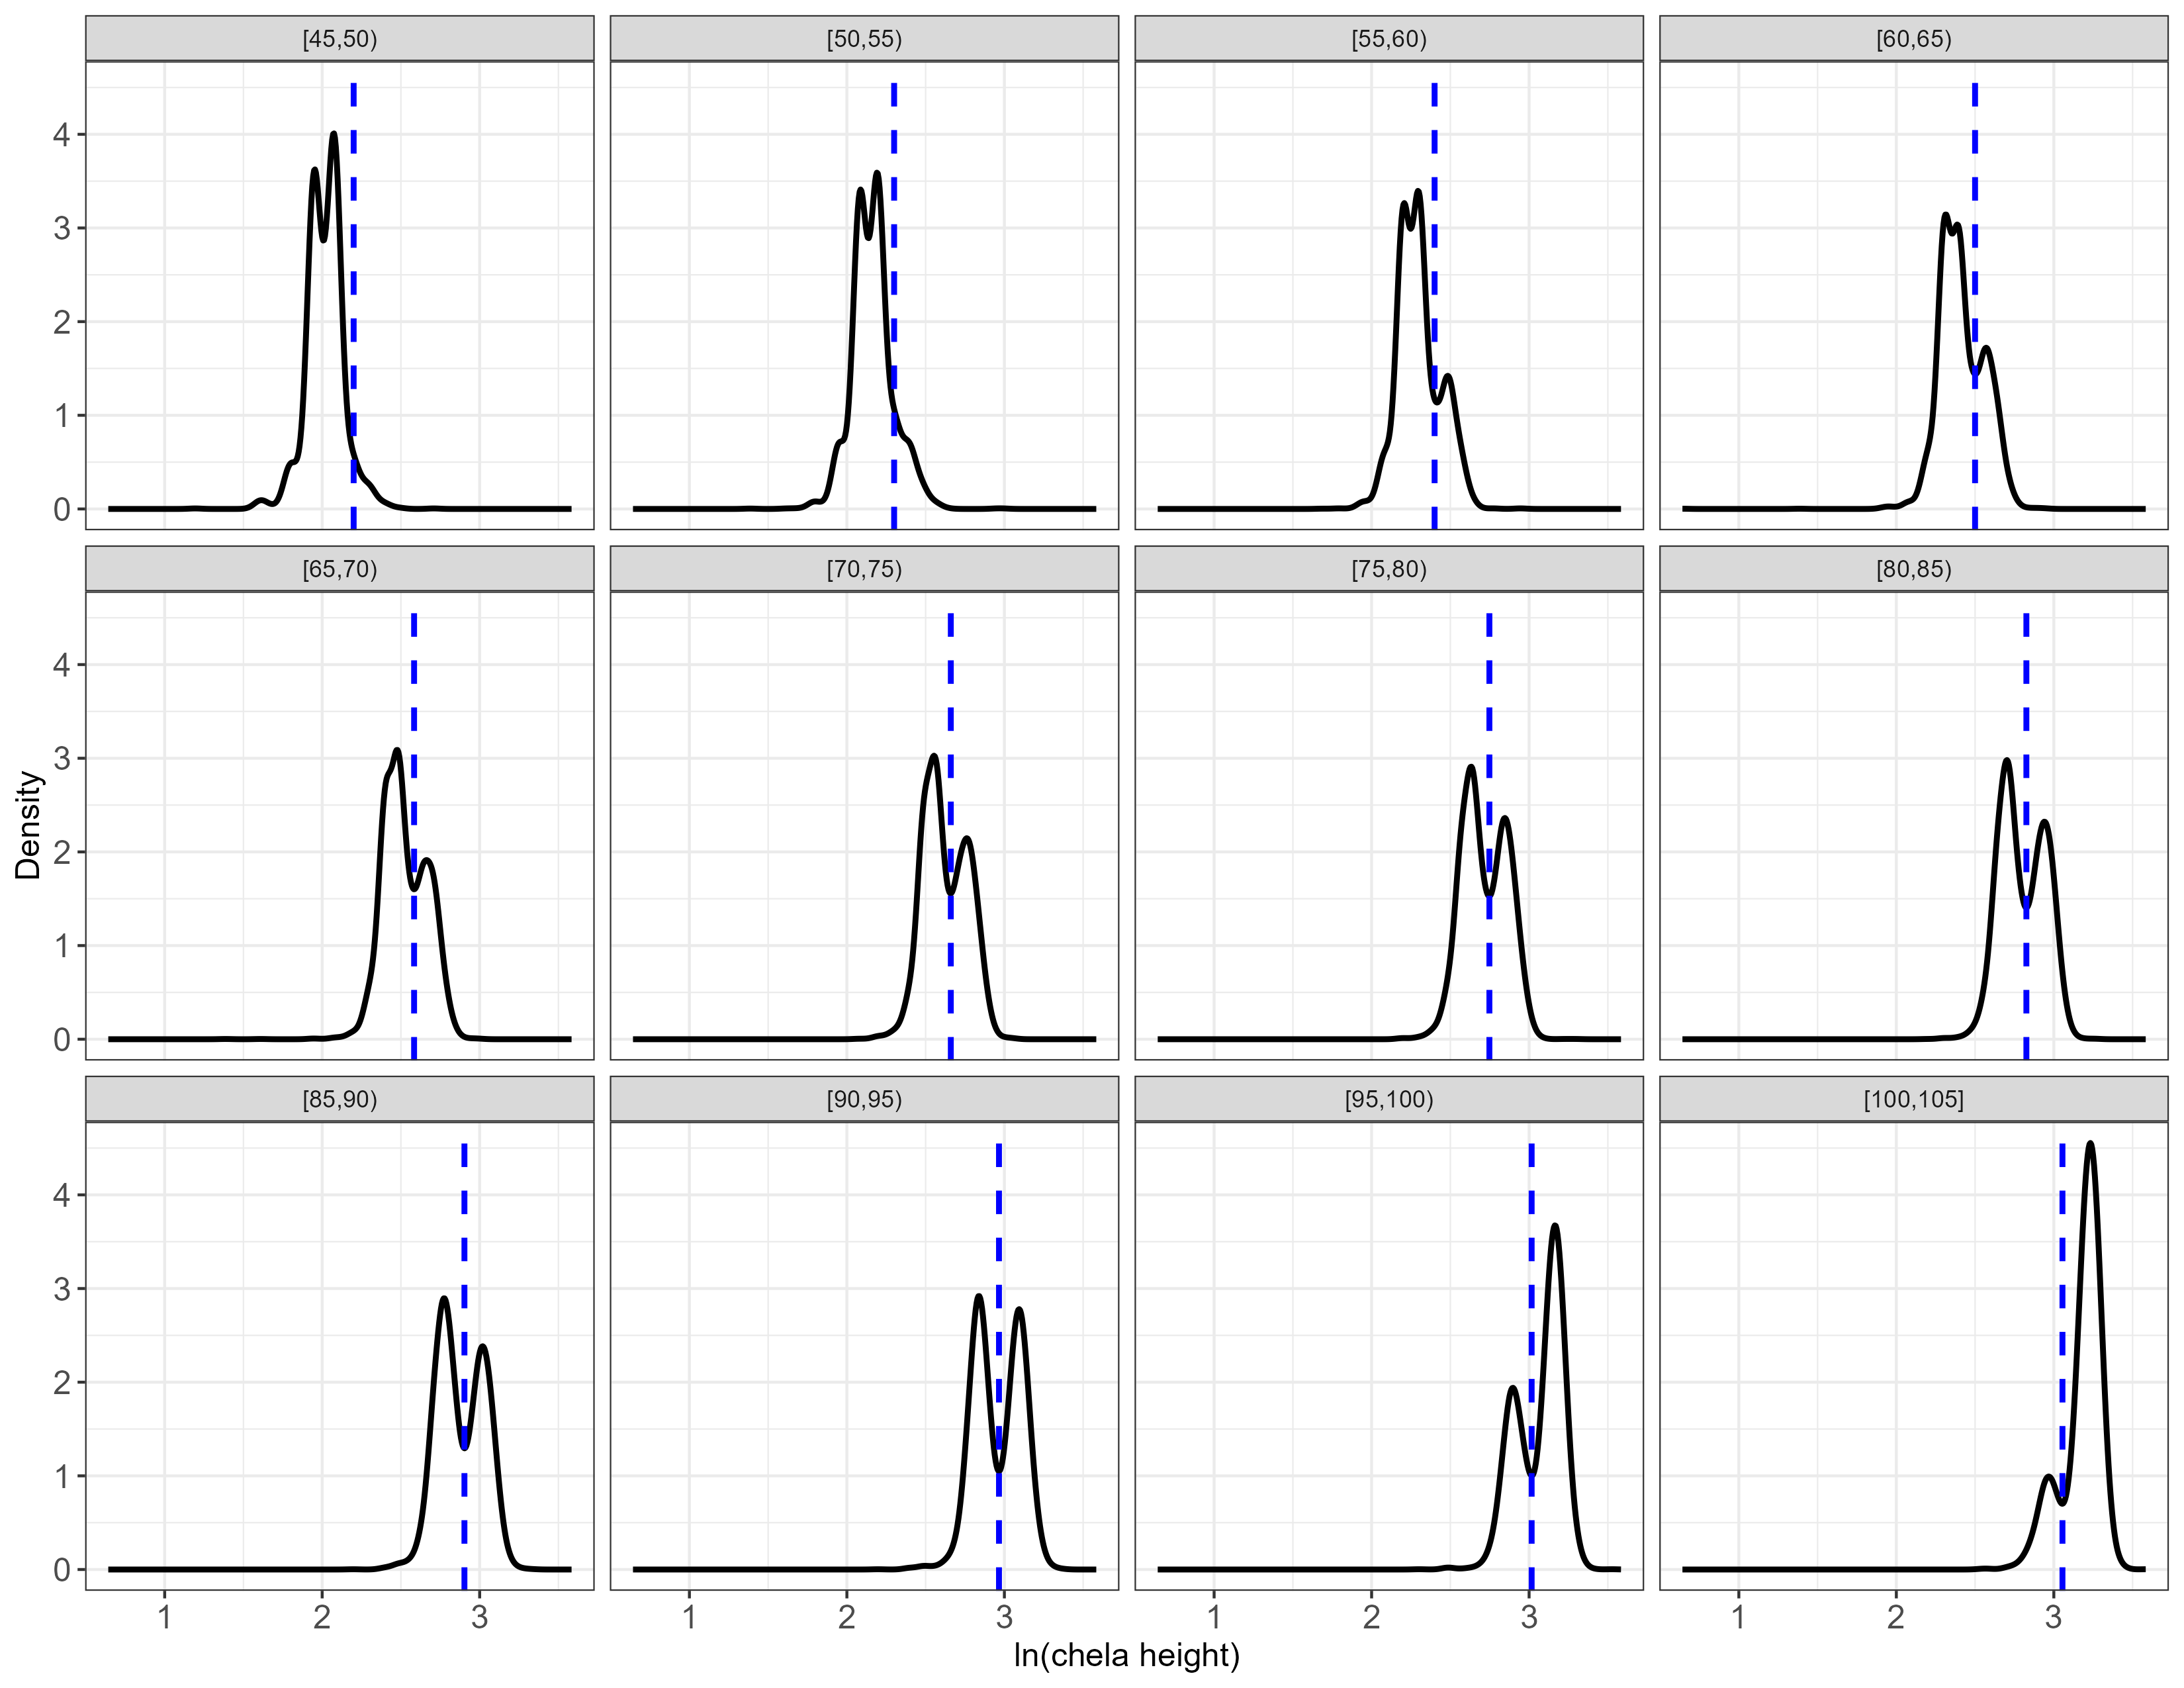 [45,50) [50,55) [55,60) [60,65)
4
3
2
1
0
[65,70) [70,75) [75,80) [80,85)
4
3
2
1
0
Density
[85,90) [90,95) [95,100) [100,105]
4
3
2
1
0
1 2 3 1 2 3 1 2 3 1 2 3
ln(chela height)